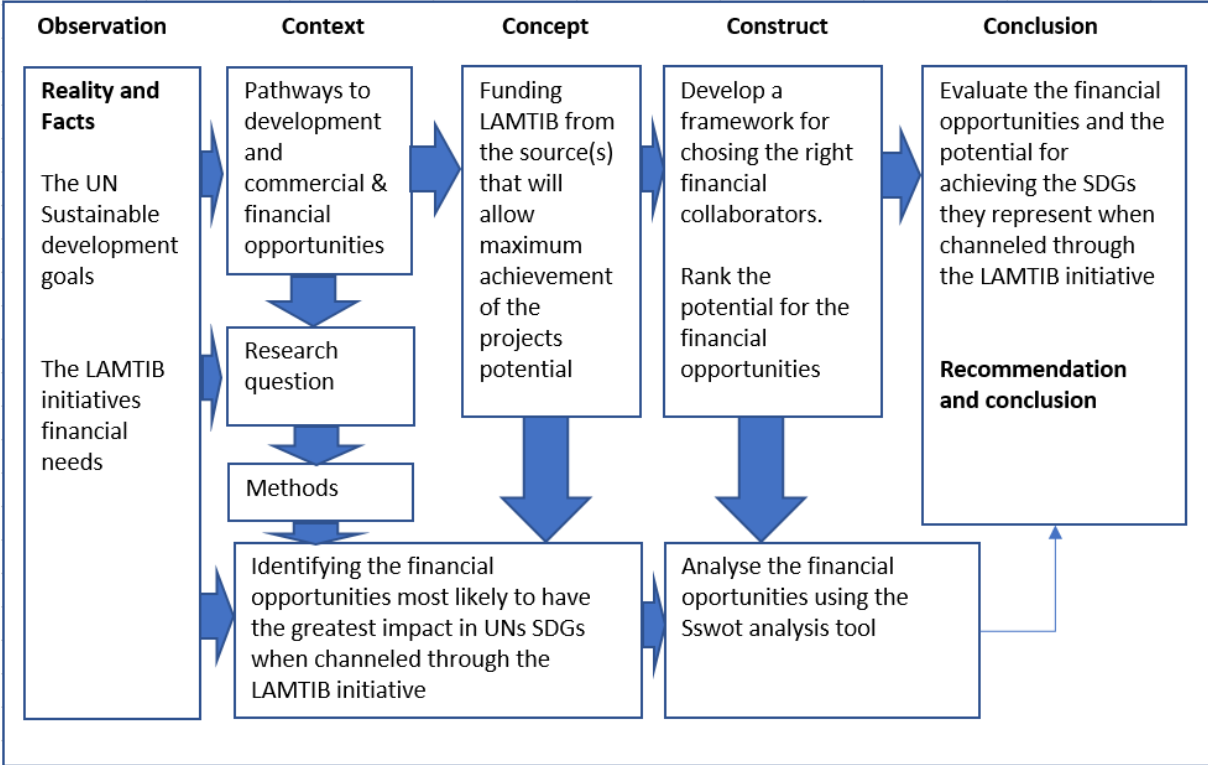 Observation
Context
Concept
Construct
Conclusion
Reality and
Facts
The UN
Sustainable
development
goals
The LAMTIB
initiatives
financial
needs
Pathways to
development
and
commercial &
financial
opportunities
Research
question
Methods
Funding
LAMTIB from
the source(s)
that will
allow
maximum
achievement
of the
projects
potential
Develop a
framework for
chosing the right
financial
collaborators.
Rank the
potential for the
financial
opportunities
Evaluate the financial
opportunities and the
potential for
achieving the SDGs
they represent when
channeled through
the LAMTIB initiative
Recommendation
and conclusion
Identifying the financial
opportunities most likely to have
the greatest impact in UNs SDGs
when channeled through the
LAMTIB initiative
Analyse the financial
oportunities using the
Sswot analysis tool